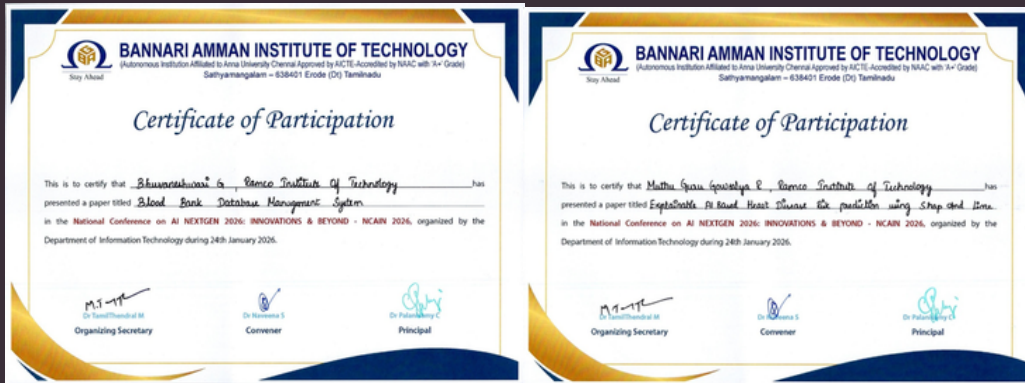 BANNARI AMMAN INSTITUTE OF TECHNOLOGY
(Autonomous Institution Affiliated to Anna University Chennai Approved by AICTE-Accredited by NAAC with 'A+' Grade)
Sathyamangalam – 638401 Erode (Dt) Tamilnadu
Stay Ahead
Certificate of Participation
This is to certify that Bhuvaneshwari G , Ramco Institute Of Technology has
presented a paper titled Blood Bank Database Management System
in the National Conference on AI NEXTGEN 2026: INNOVATIONS & BEYOND - NCAIN 2026, organized by the
Department of Information Technology during 24th January 2026.
Dr TamilThendral M
Organizing Secretary
Dr Naveena S
Convener
Dr Palaniswamy C
Principal
BANNARI AMMAN INSTITUTE OF TECHNOLOGY
(Autonomous Institution Affiliated to Anna University Chennai Approved by AICTE-Accredited by NAAC with 'A+' Grade)
Sathyamangalam – 638401 Erode (Dt) Tamilnadu
Stay Ahead
Certificate of Participation
This is to certify that Muthu R , Ramco Institute of Technology has
presented a paper titled Explainable AI Based Heart Disease Risk prediction using Shap and lime
in the National Conference on AI NEXTGEN 2026: INNOVATIONS & BEYOND - NCAIN 2026, organized by the
Department of Information Technology during 24th January 2026.
Dr TamilThendral M
Organizing Secretary
Dr Naveena S
Convener
Dr Palaniswamy C
Principal